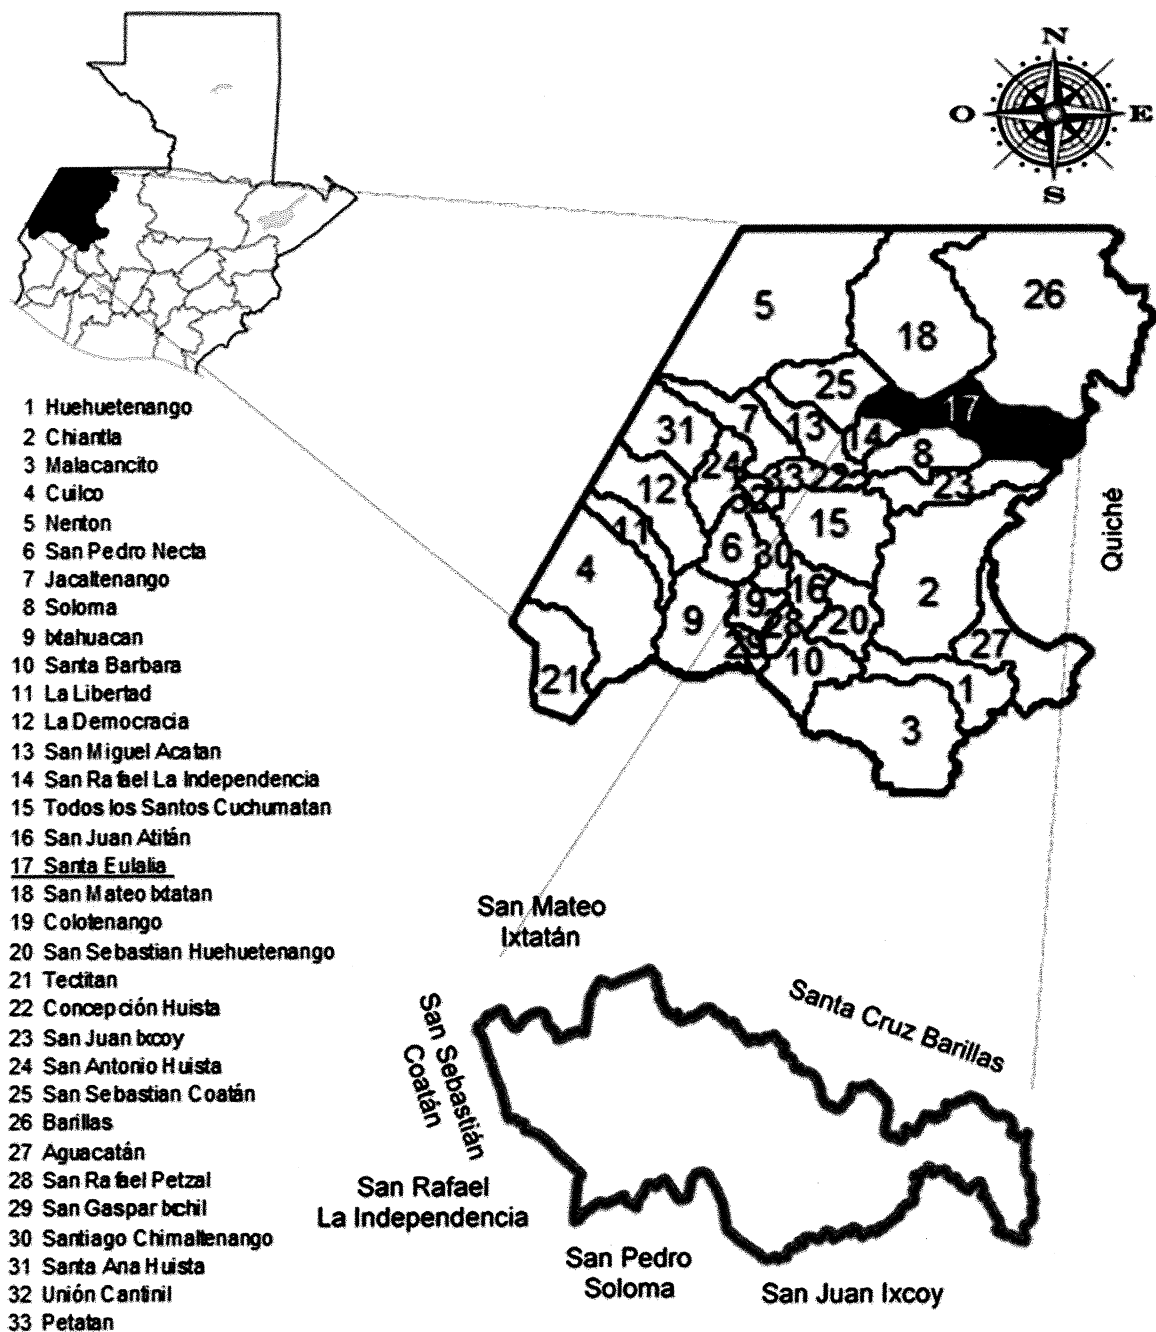 N
O E
S
5
18
26
25
17
7
13
14
8
31
24
33
22
23
12
32
15
11
6
30
4
16
2
19
9
28
20
29
10
27
21
1
3
Quiché
1 Huehuetenango
2 Chiantla
3 Malacancito
4 Cuilco
5 Nenton
6 San Pedro Necta
7 Jacaltenango
8 Soloma
9 Ixtahuacan
10 Santa Barbara
11 La Libertad
12 La Democracia
13 San Miguel Acatan
14 San Rafael La Independencia
15 Todos los Santos Cuchumatan
16 San Juan Atitán
17 Santa Eulalia
18 San Mateo Ixtatan
19 Colotenango
20 San Sebastian Huehuetenango
21 Tectitan
22 Concepción Huista
23 San Juan Ixcoy
24 San Antonio Huista
25 San Sebastian Coatán
26 Barillas
27 Aguacatán
28 San Rafael Petzal
29 San Gaspar Ixchil
30 Santiago Chimaltenango
31 Santa Ana Huista
32 Unión Cantinil
33 Petatan
San Mateo
Ixtatán
Santa Cruz Barillas
San Sebastián
Coatán
San Rafael
La Independencia
San Pedro
Soloma
San Juan Ixcoy